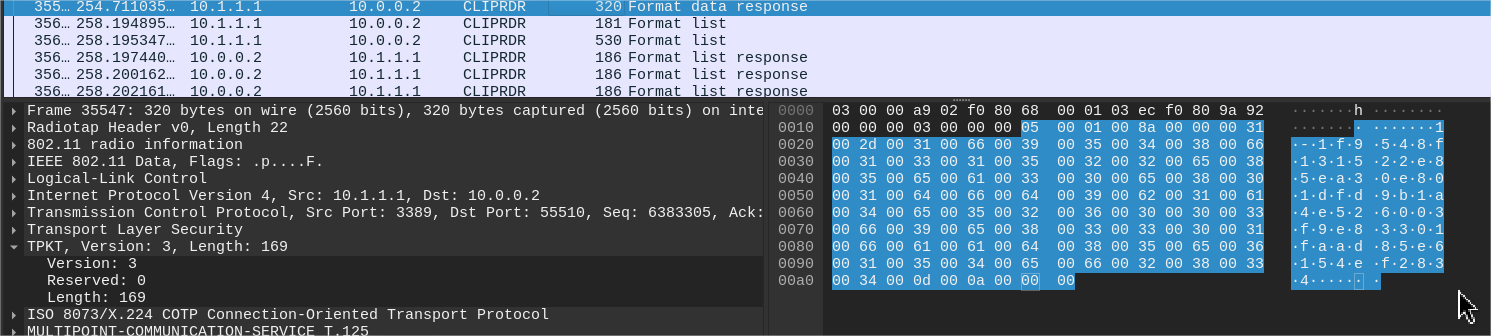 355… 254.711035… 10.1.1.1 10.0.0.2 CLIPRDR 320 Format data response
356… 258.194895… 10.1.1.1 10.0.0.2 CLIPRDR 181 Format list
356… 258.195347… 10.1.1.1 10.0.0.2 CLIPRDR 530 Format list
356… 258.197440… 10.0.0.2 10.1.1.1 CLIPRDR 186 Format list response
356… 258.200162… 10.0.0.2 10.1.1.1 CLIPRDR 186 Format list response
356… 258.202161… 10.0.0.2 10.1.1.1 CLIPRDR 186 Format list response
Frame 35547: 320 bytes on wire (2560 bits), 320 bytes captured (2560 bits) on inte
Radiotap Header v0, Length 22
802.11 radio information
IEEE 802.11 Data, Flags: .p....F.
Logical-Link Control
Internet Protocol Version 4, Src: 10.1.1.1, Dst: 10.0.0.2
Transmission Control Protocol, Src Port: 3389, Dst Port: 55510, Seq: 6383305, Ack:
Transport Layer Security
TPKT, Version: 3, Length: 169
Version: 3
Reserved: 0
Length: 169
ISO 8073/X.224 COTP Connection-Oriented Transport Protocol
MULTIPOINT-COMMUNICATION-SERVICE T.125
0000 03 00 00 a9 02 f0 80 68 00 01 03 ec f0 80 9a 92 ·······h ········
0010 00 00 00 03 00 00 00 05 00 01 00 8a 00 00 00 31 ········ ·······1
0020 00 2d 00 31 00 66 00 39 00 35 00 34 00 38 00 66 ·-·1·f·9 ·5·4·8·f
0030 00 31 00 33 00 31 00 35 00 32 00 32 00 65 00 38 ·1·3·1·5 ·2·2·e·8
0040 00 35 00 65 00 61 00 33 00 30 00 65 00 38 00 30 ·5·e·a·3 ·0·e·8·0
0050 00 31 00 64 00 66 00 64 00 39 00 62 00 31 00 61 ·1·d·f·d ·9·b·1·a
0060 00 34 00 65 00 35 00 32 00 36 00 30 00 30 00 33 ·4·e·5·2 ·6·0·0·3
0070 00 66 00 39 00 65 00 38 00 33 00 33 00 30 00 31 ·f·9·e·8 ·3·3·0·1
0080 00 66 00 61 00 61 00 64 00 38 00 35 00 65 00 36 ·f·a·a·d ·8·5·e·6
0090 00 31 00 35 00 34 00 65 00 66 00 32 00 38 00 33 ·1·5·4·e ·f·2·8·3
00a0 00 34 00 0d 00 0a 00 00 00 ·4······ ·